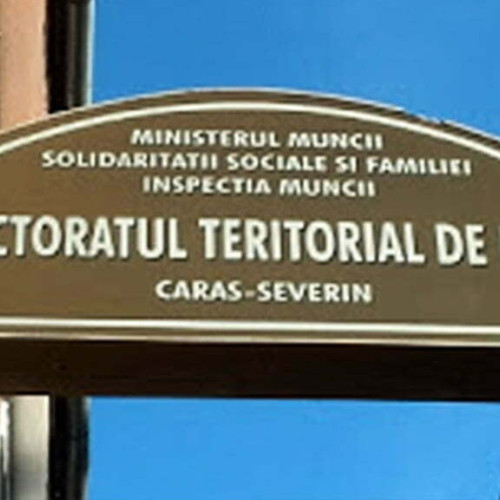 MINISTERUL MUNCII
SOLIDARITATII SOCIALE SI FAMILIEI
INSPECTIA MUNCII
CTORATUL TERITORIAL DE
CARAS-SEVERIN